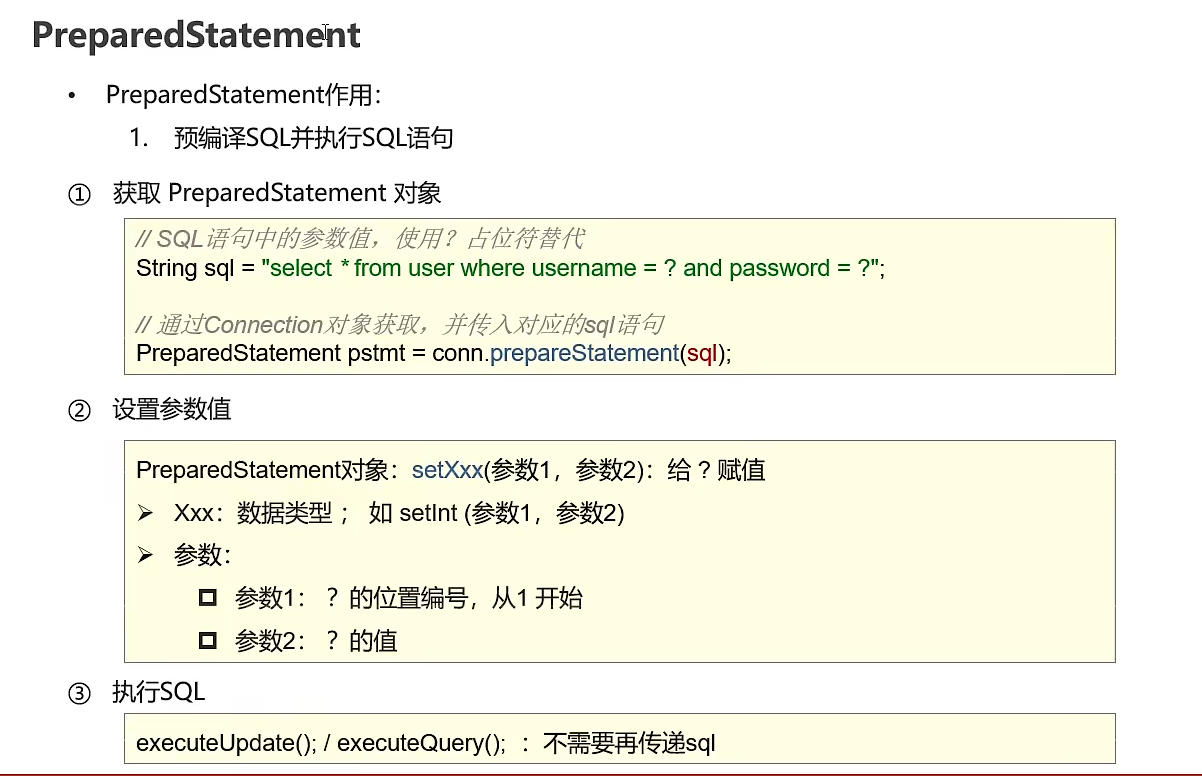 PreparedStatement
• PreparedStatement作用：
1. 预编译SQL并执行SQL语句
① 获取 PreparedStatement 对象
// SQL语句中的参数值，使用？占位符替代
String sql = "select * from user where username = ? and password = ?";
// 通过Connection对象获取，并传入对应的sql语句
PreparedStatement pstmt = conn.prepareStatement(sql);
② 设置参数值
PreparedStatement对象：setXxx(参数1，参数2)：给 ? 赋值
➢ Xxx：数据类型 ； 如 setInt (参数1，参数2)
➢ 参数：
参数1： ？的位置编号，从1 开始
参数2： ？的值
③ 执行SQL
executeUpdate(); / executeQuery(); ：不需要再传递sql